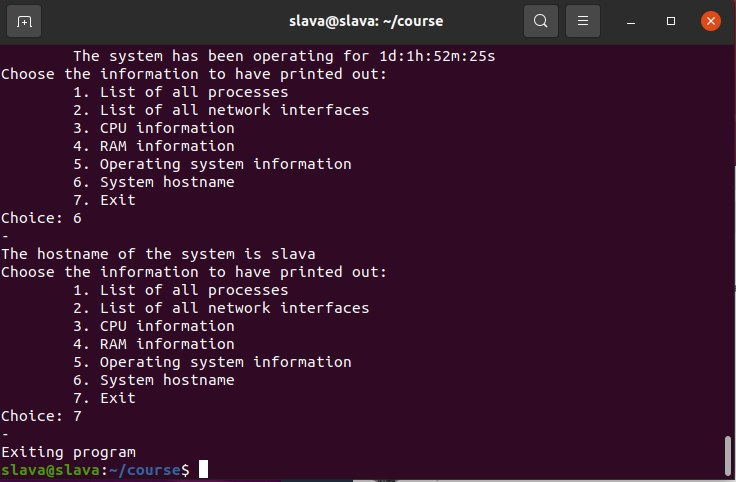 slava@slava: ~/course
The system has been operating for 1d:1h:52m:25s
Choose the information to have printed out:
1. List of all processes
2. List of all network interfaces
3. CPU information
4. RAM information
5. Operating system information
6. System hostname
7. Exit
Choice: 6
-
The hostname of the system is slava
Choose the information to have printed out:
1. List of all processes
2. List of all network interfaces
3. CPU information
4. RAM information
5. Operating system information
6. System hostname
7. Exit
Choice: 7
-
Exiting program
slava@slava:~/course$